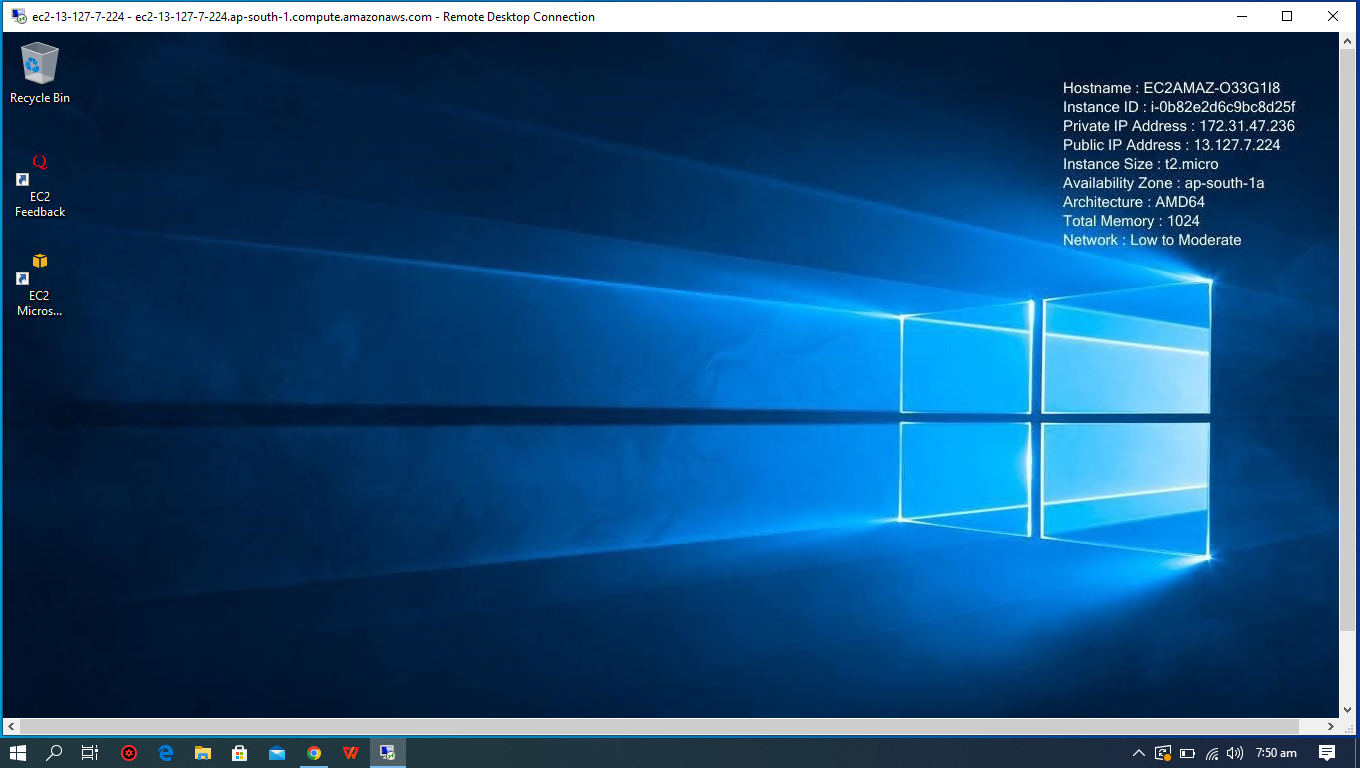 ec2-13-127-7-224 - ec2-13-127-7-224.ap-south-1.compute.amazonaws.com - Remote Desktop Connection
Recycle Bin
EC2
Feedback
EC2
Micros...
Hostname : EC2AMAZ-O33G1I8
Instance ID : i-0b82e2d6c9bc8d25f
Private IP Address : 172.31.47.236
Public IP Address : 13.127.7.224
Instance Size : t2.micro
Availability Zone : ap-south-1a
Architecture : AMD64
Total Memory : 1024
Network : Low to Moderate
7:50 am